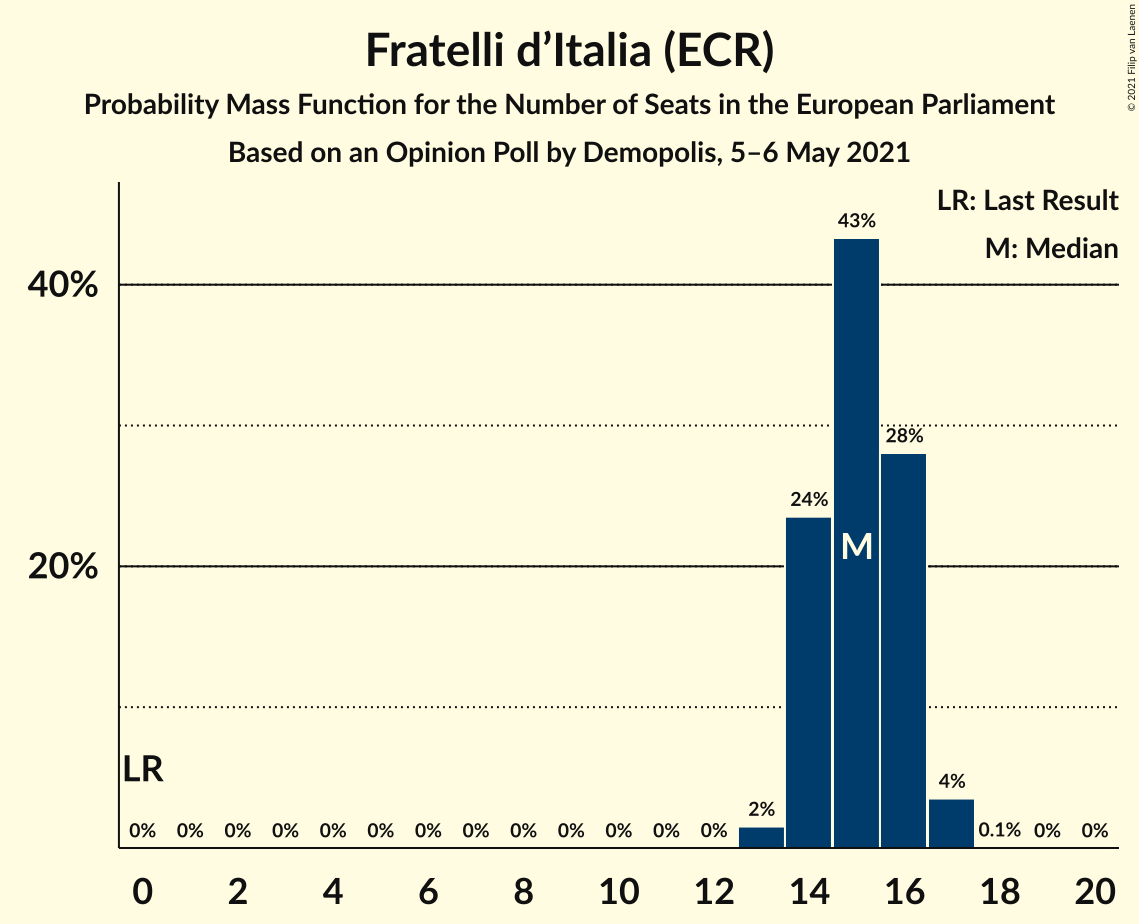 Fratelli d’Italia (ECR)
Probability Mass Function for the Number of Seats in the European Parliament
Based on an Opinion Poll by Demopolis, 5–6 May 2021
© 2021 Filip van Laenen
LR: Last Result
M: Median
43%
40%
28%
24%
M
20%
LR
4%
2%
0% 0% 0% 0% 0% 0% 0% 0% 0% 0% 0% 0% 0% 0.1% 0% 0%
0 2 4 6 8 10 12 14 16 18 20